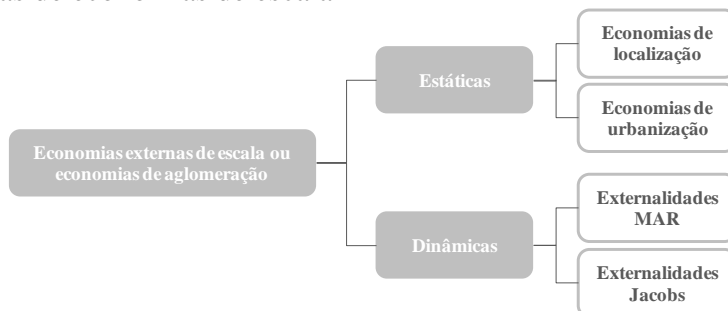 Economias externas de escala ou
economias de aglomeração
Estáticas
Economias de
localização
Economias de
urbanização
Dinâmicas
Externalidades
MAR
Externalidades
Jacobs